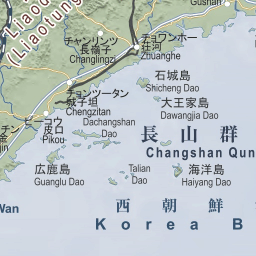 Liaod
(Liaotung
Gushan
チャンリンツ
長嶺子
Changlingzi
チョワンホー
荘河
Zhuanghe
石城島
Shicheng Dao
チョンツータン
城子坦
Chengzitan
大王家島
Dawangjia Dao
Dachangshan
Dao
ピーコウ
皮口
Pikou
長山群
Changshan Qun
広鹿島
Guanglu Dao
Talian
Dao
海洋島
Haiyang Dao
Wan
西朝鮮
Korea B